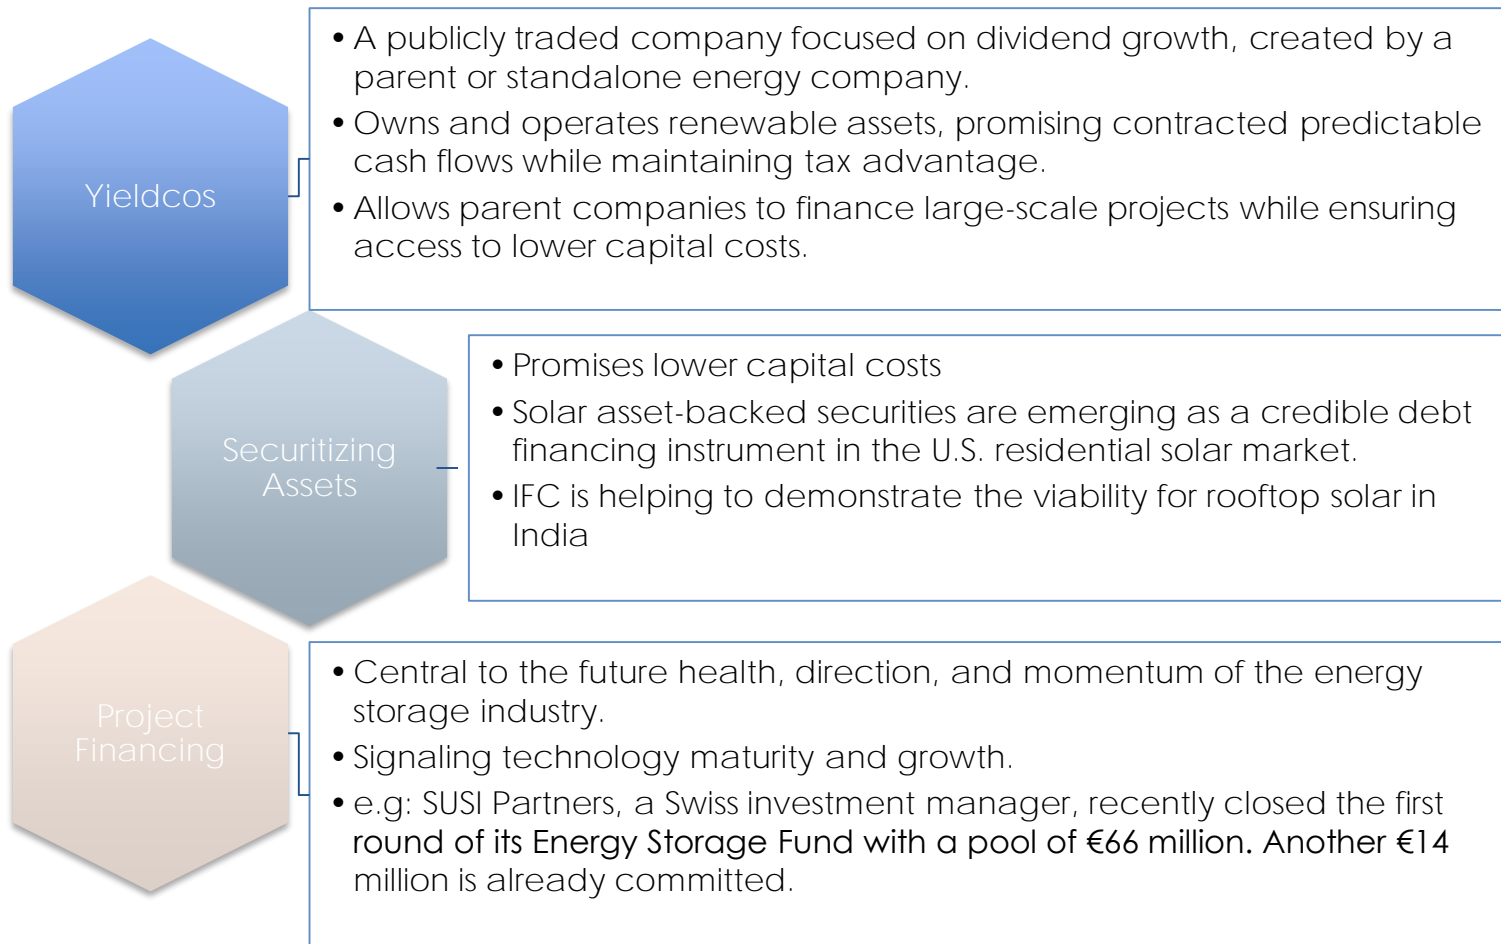 Yieldcos
• A publicly traded company focused on dividend growth, created by a
parent or standalone energy company.
• Owns and operates renewable assets, promising contracted predictable
cash flows while maintaining tax advantage.
• Allows parent companies to finance large-scale projects while ensuring
access to lower capital costs.
Securitizing
Assets
• Promises lower capital costs
• Solar asset-backed securities are emerging as a credible debt
financing instrument in the U.S. residential solar market.
• IFC is helping to demonstrate the viability for rooftop solar in
India
Project
Financing
• Central to the future health, direction, and momentum of the energy
storage industry.
• Signaling technology maturity and growth.
• e.g: SUSI Partners, a Swiss investment manager, recently closed the first
round of its Energy Storage Fund with a pool of €66 million. Another €14
million is already committed.